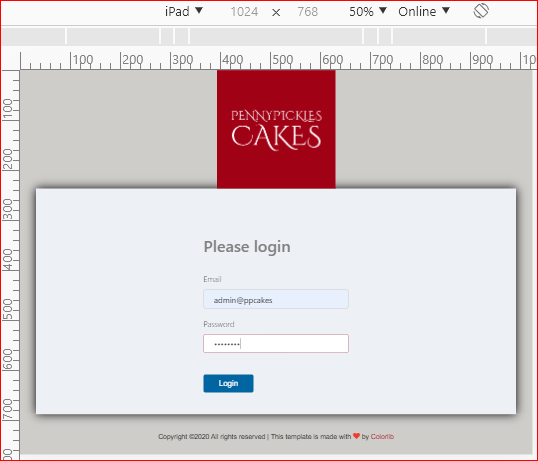 iPad ▼ 1024 × 768 50% ▼ Online ▼
100 200 300 400 500 600 700 800 900 10
100
200
300
400
500
600
700
PENNYPICKLES
CAKES
Please login
Email
admin@ppcakes
Password
••••••••
Login
Copyright ©2020 All rights reserved | This template is made with ❤ by Colorlib